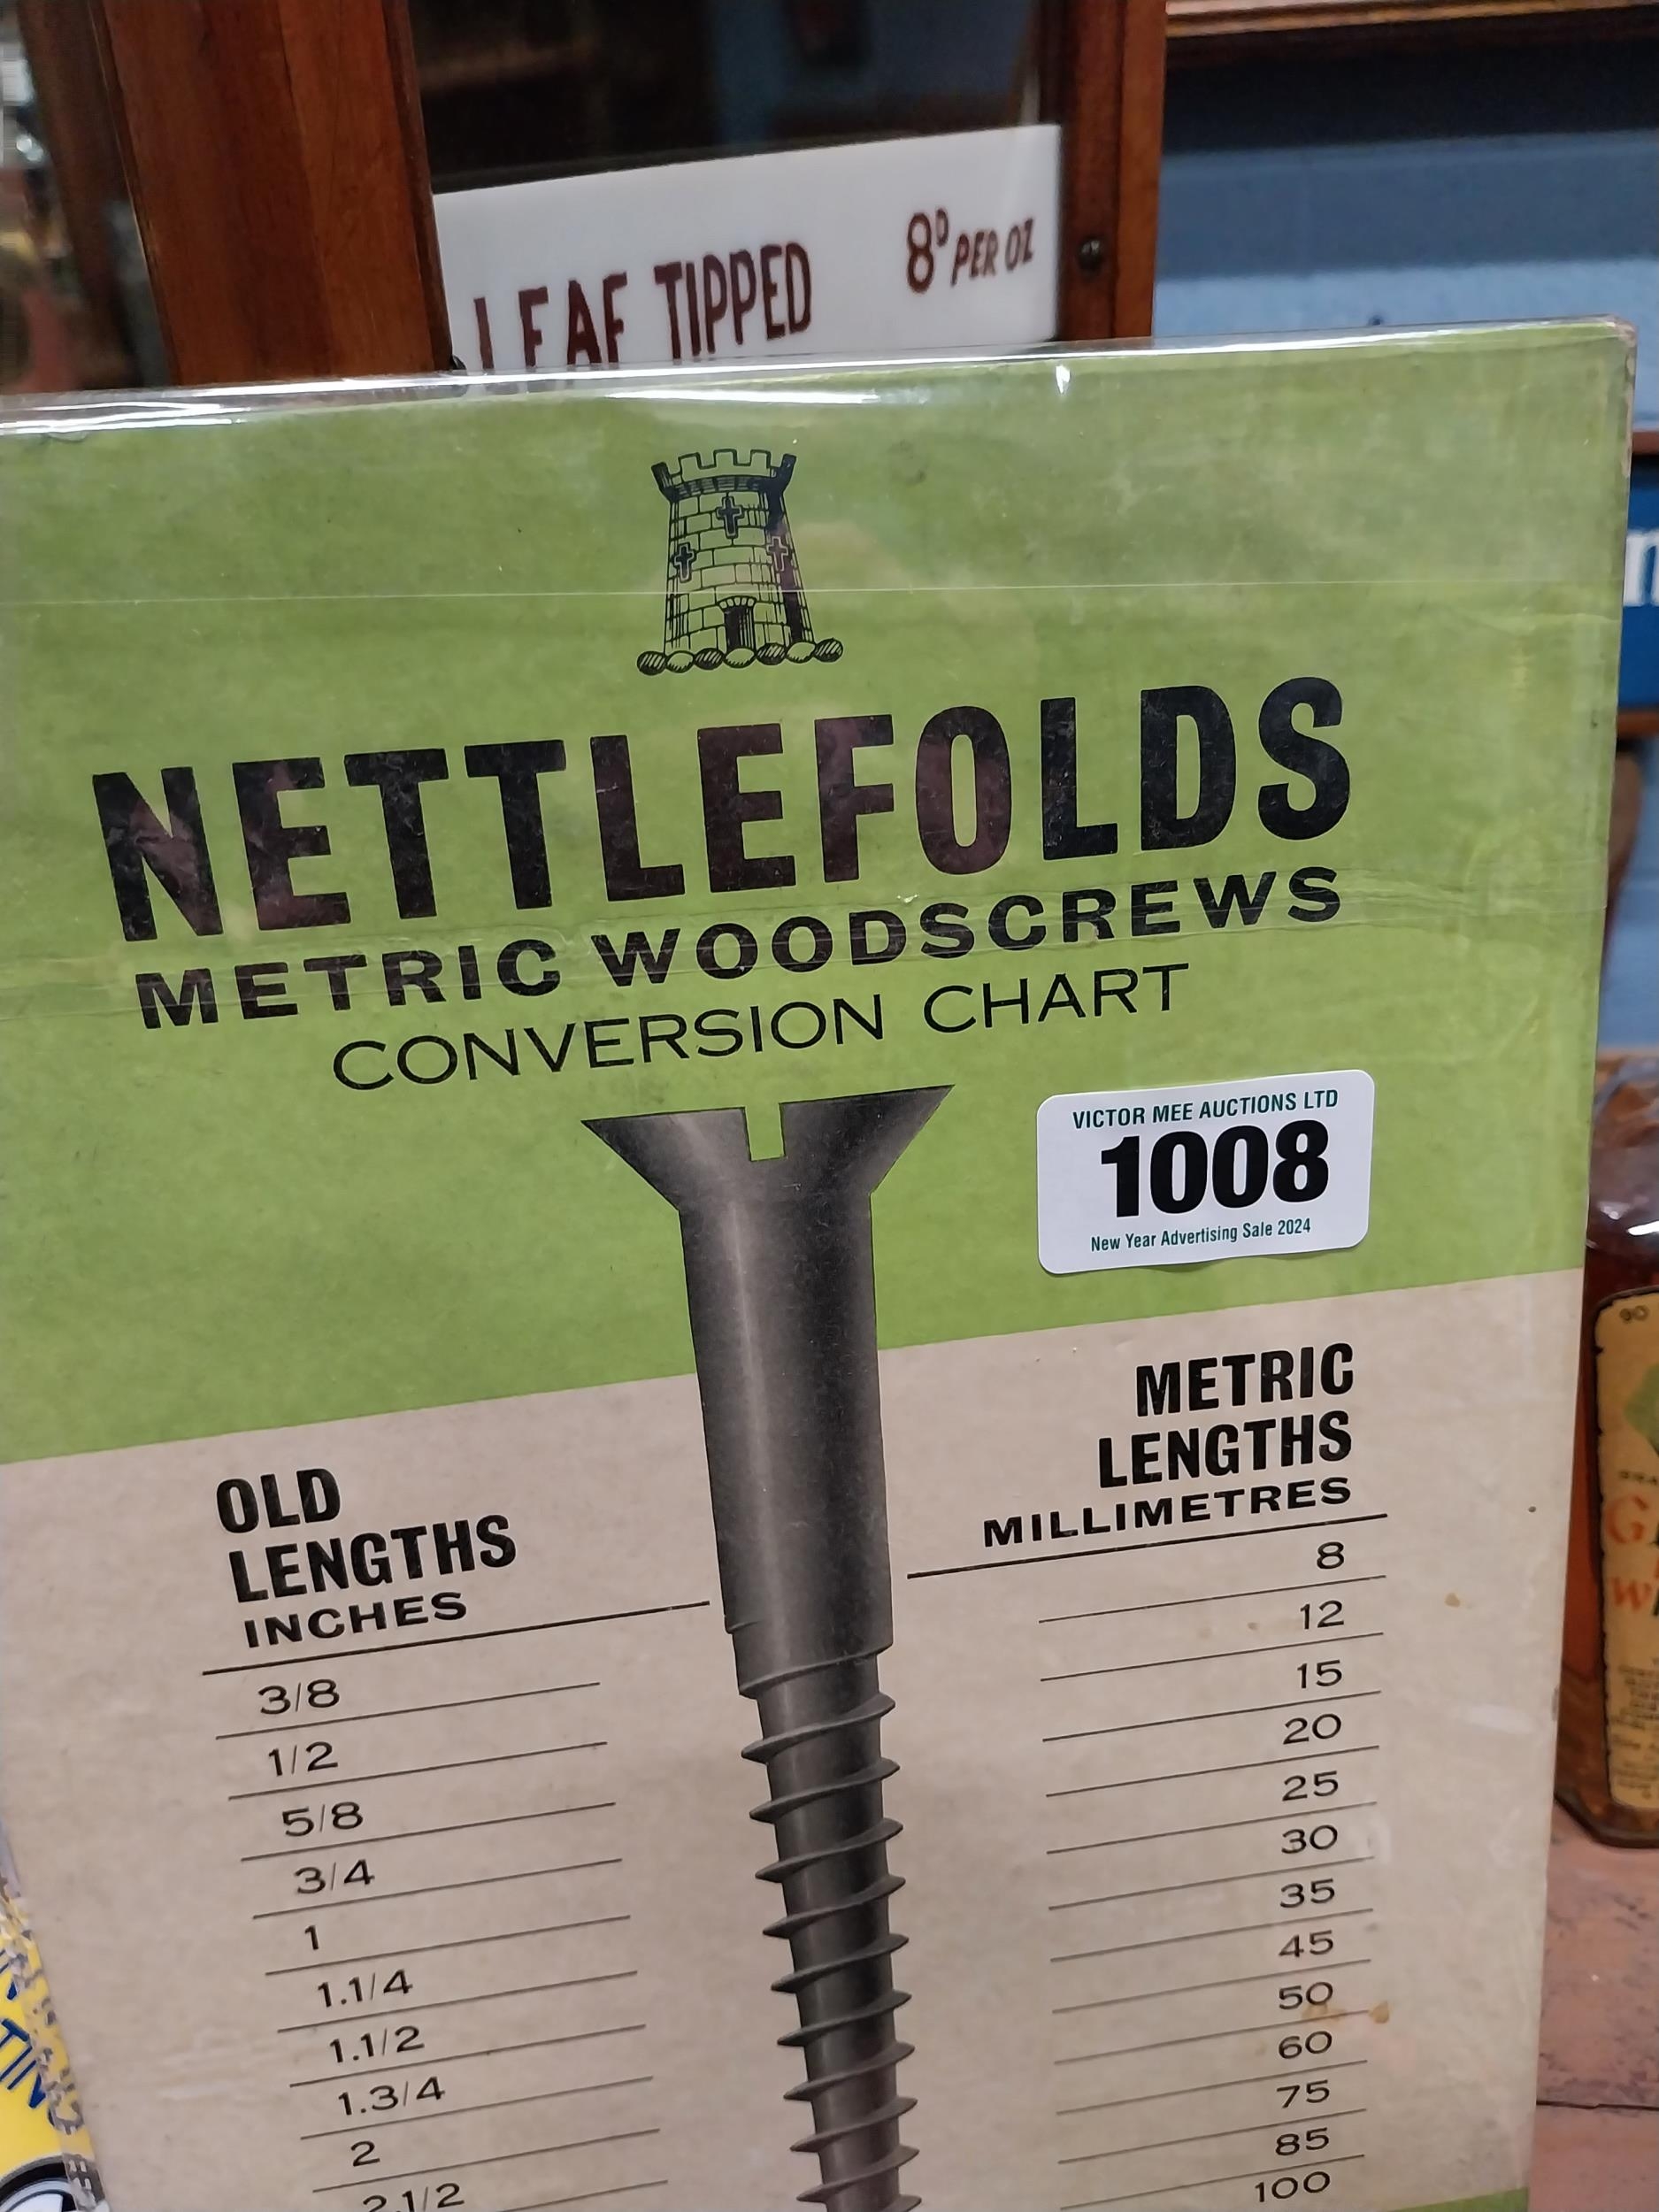 LEAF TIPPED 8D PER OZ
NETTLEFOLDS
METRIC WOODSCREWS
CONVERSION CHART
VICTOR MEE AUCTIONS LTD
1008
New Year Advertising Sale 2024
OLD
LENGTHS
INCHES
3/8
1/2
5/8
3/4
1
1.1/4
1.1/2
1.3/4
2
2.1/2
METRIC
LENGTHS
MILLIMETRES
8
12
15
20
25
30
35
45
50
60
75
85
100